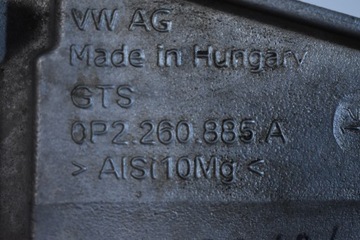 VW AG
Made in Hungary
GTS
0P2.260.885.A
> AlSi10Mg <